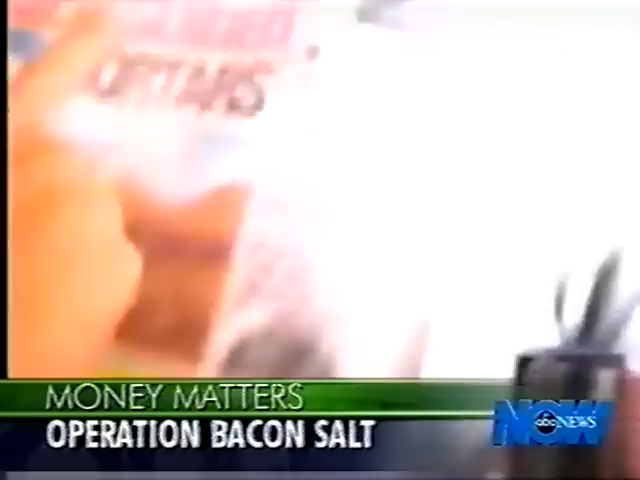 MONEY MATTERS
OPERATION BACON SALT
NOW
abc NEWS